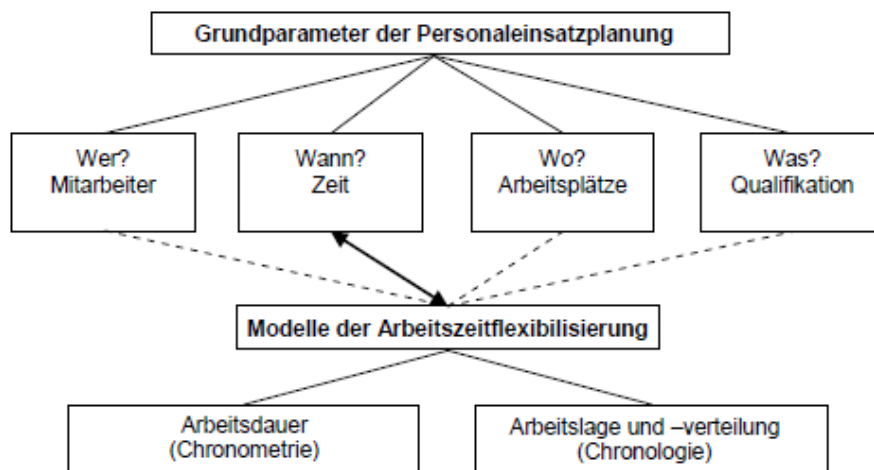 Grundparameter der Personaleinsatzplanung
Wer?
Mitarbeiter
Wann?
Zeit
Wo?
Arbeitsplätze
Was?
Qualifikation
Modelle der Arbeitszeitflexibilisierung
Arbeitsdauer
(Chronometrie)
Arbeitslage und –verteilung
(Chronologie)